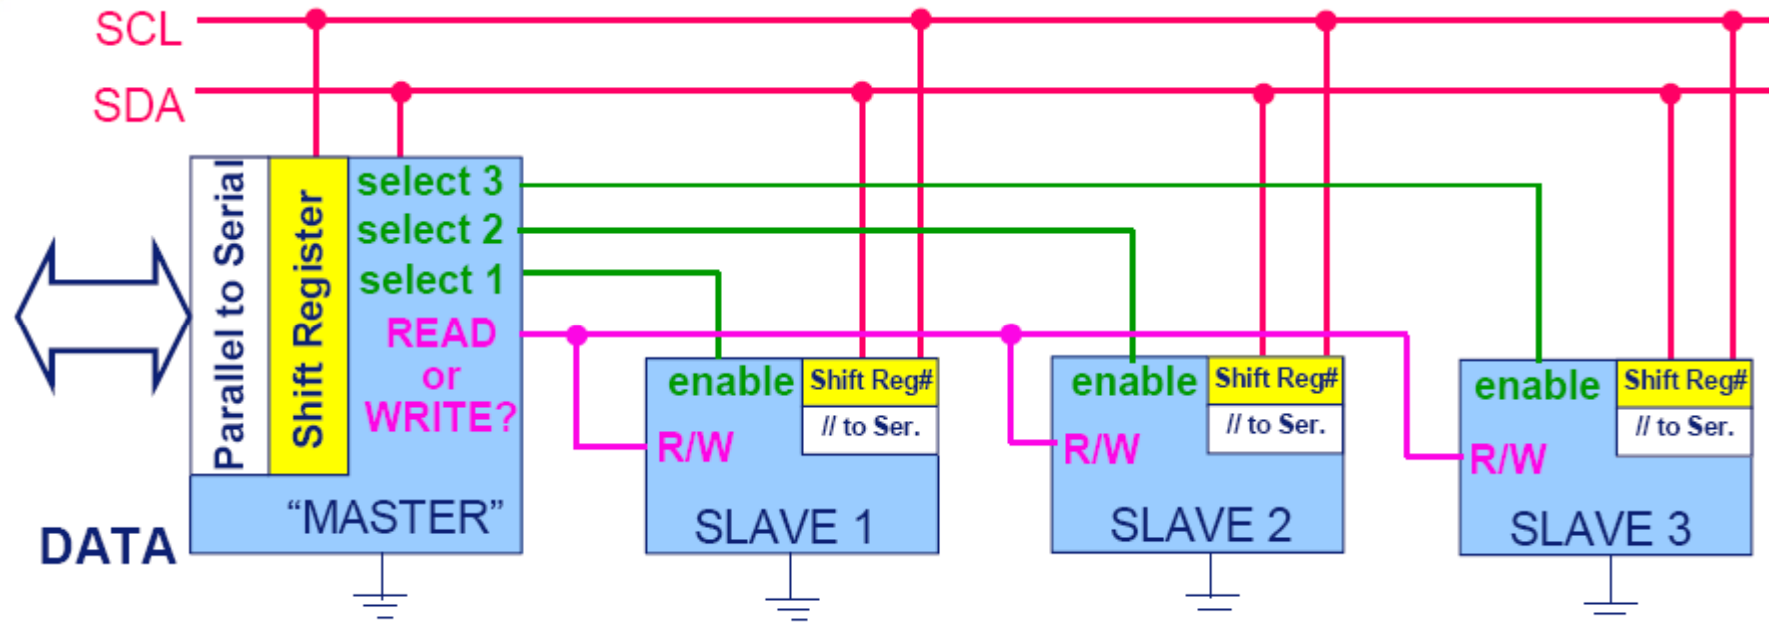 SCL
SDA
Parallel to Serial
Shift Register
select 3
select 2
select 1
READ
or
WRITE?
“MASTER”
DATA
enable
Shift Reg#
// to Ser.
R/W
SLAVE 1
enable
Shift Reg#
// to Ser.
R/W
SLAVE 2
enable
Shift Reg#
// to Ser.
R/W
SLAVE 3